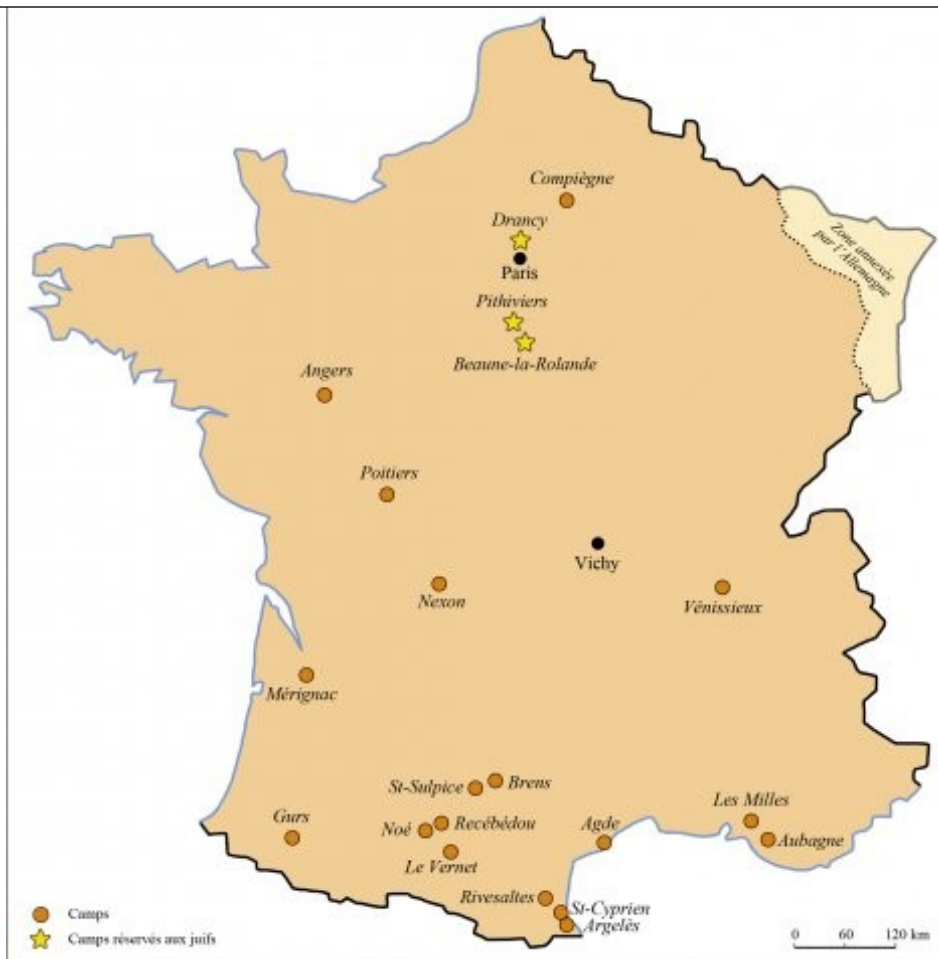 Compiègne
Drancy
Paris
Zone annexée
par l'Allemagne
Pithiviers
Beaune-la-Rolande
Angers
Poitiers
Vichy
Nexon
Vénissieux
Mérignac
Brens
St-Sulpice
Les Milles
Gurs
Recébédou
Agde
Noé
Aubagne
Le Vernet
Rivesaltes
St-Cyprien
Argelès
Camps
Camps réservés aux juifs
0 60 120 km